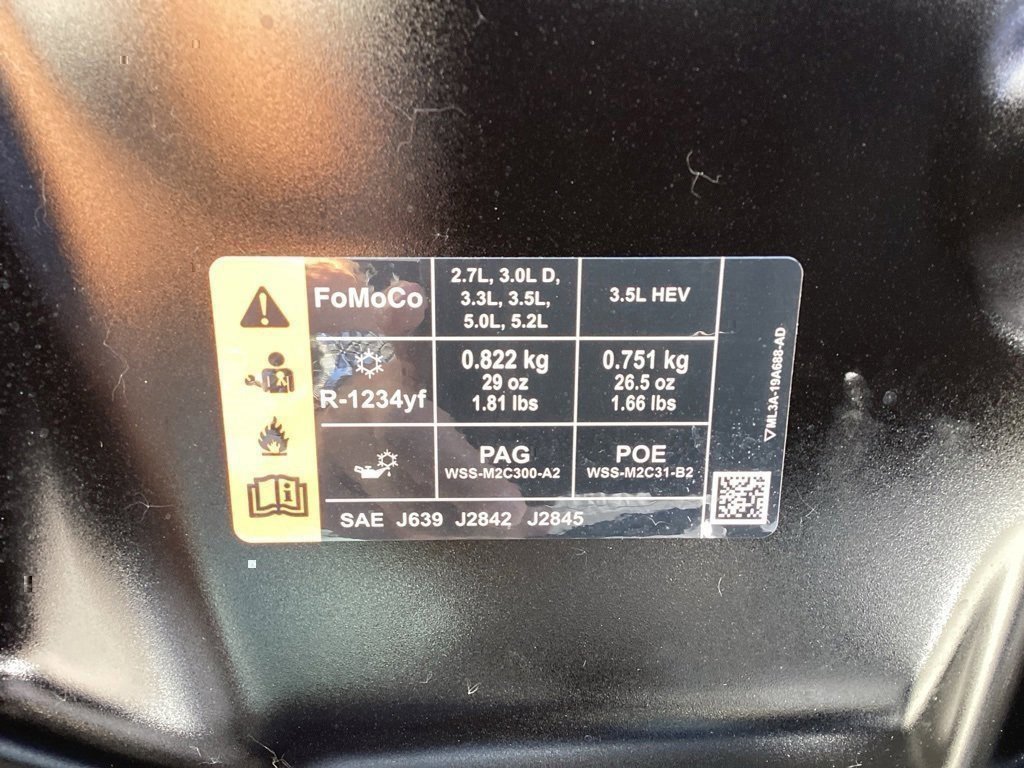 FoMoCo
2.7L, 3.0L D,
3.3L, 3.5L,
5.0L, 5.2L
3.5L HEV
R-1234yf
0.822 kg
29 oz
1.81 lbs
0.751 kg
26.5 oz
1.66 lbs
PAG
WSS-M2C300-A2
POE
WSS-M2C31-B2
SAE J639 J2842 J2845
ML3A-19A688-AD